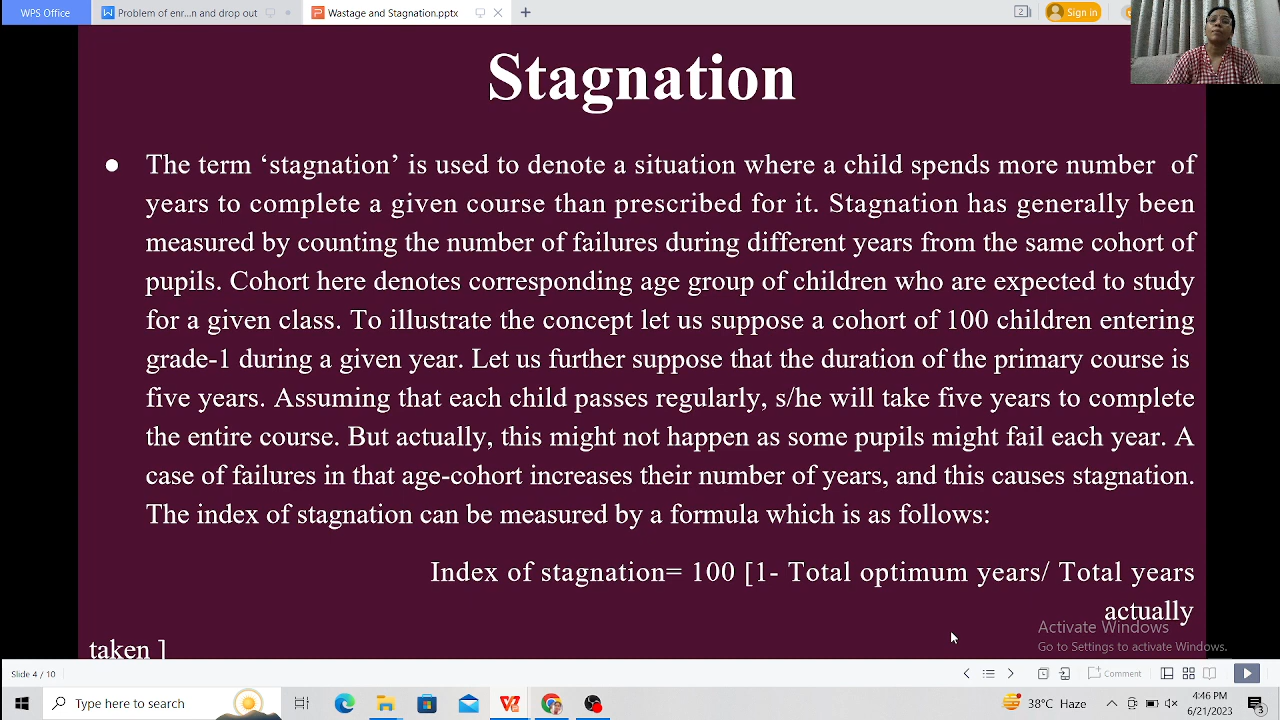 WPS Office
Problem of enr...n and drop out
Wastage and Stagnation.pptx
Sign in
Stagnation
The term ‘stagnation’ is used to denote a situation where a child spends more number of
years to complete a given course than prescribed for it. Stagnation has generally been
measured by counting the number of failures during different years from the same cohort of
pupils. Cohort here denotes corresponding age group of children who are expected to study
for a given class. To illustrate the concept let us suppose a cohort of 100 children entering
grade-1 during a given year. Let us further suppose that the duration of the primary course is
five years. Assuming that each child passes regularly, s/he will take five years to complete
the entire course. But actually, this might not happen as some pupils might fail each year. A
case of failures in that age-cohort increases their number of years, and this causes stagnation.
The index of stagnation can be measured by a formula which is as follows:
Index of stagnation= 100 [1- Total optimum years/ Total years
actually
taken ]
Activate Windows
Go to Settings to activate Windows.
Slide 4 / 10
Comment
Type here to search
38°C Haze
4:46 PM
6/21/2023
3